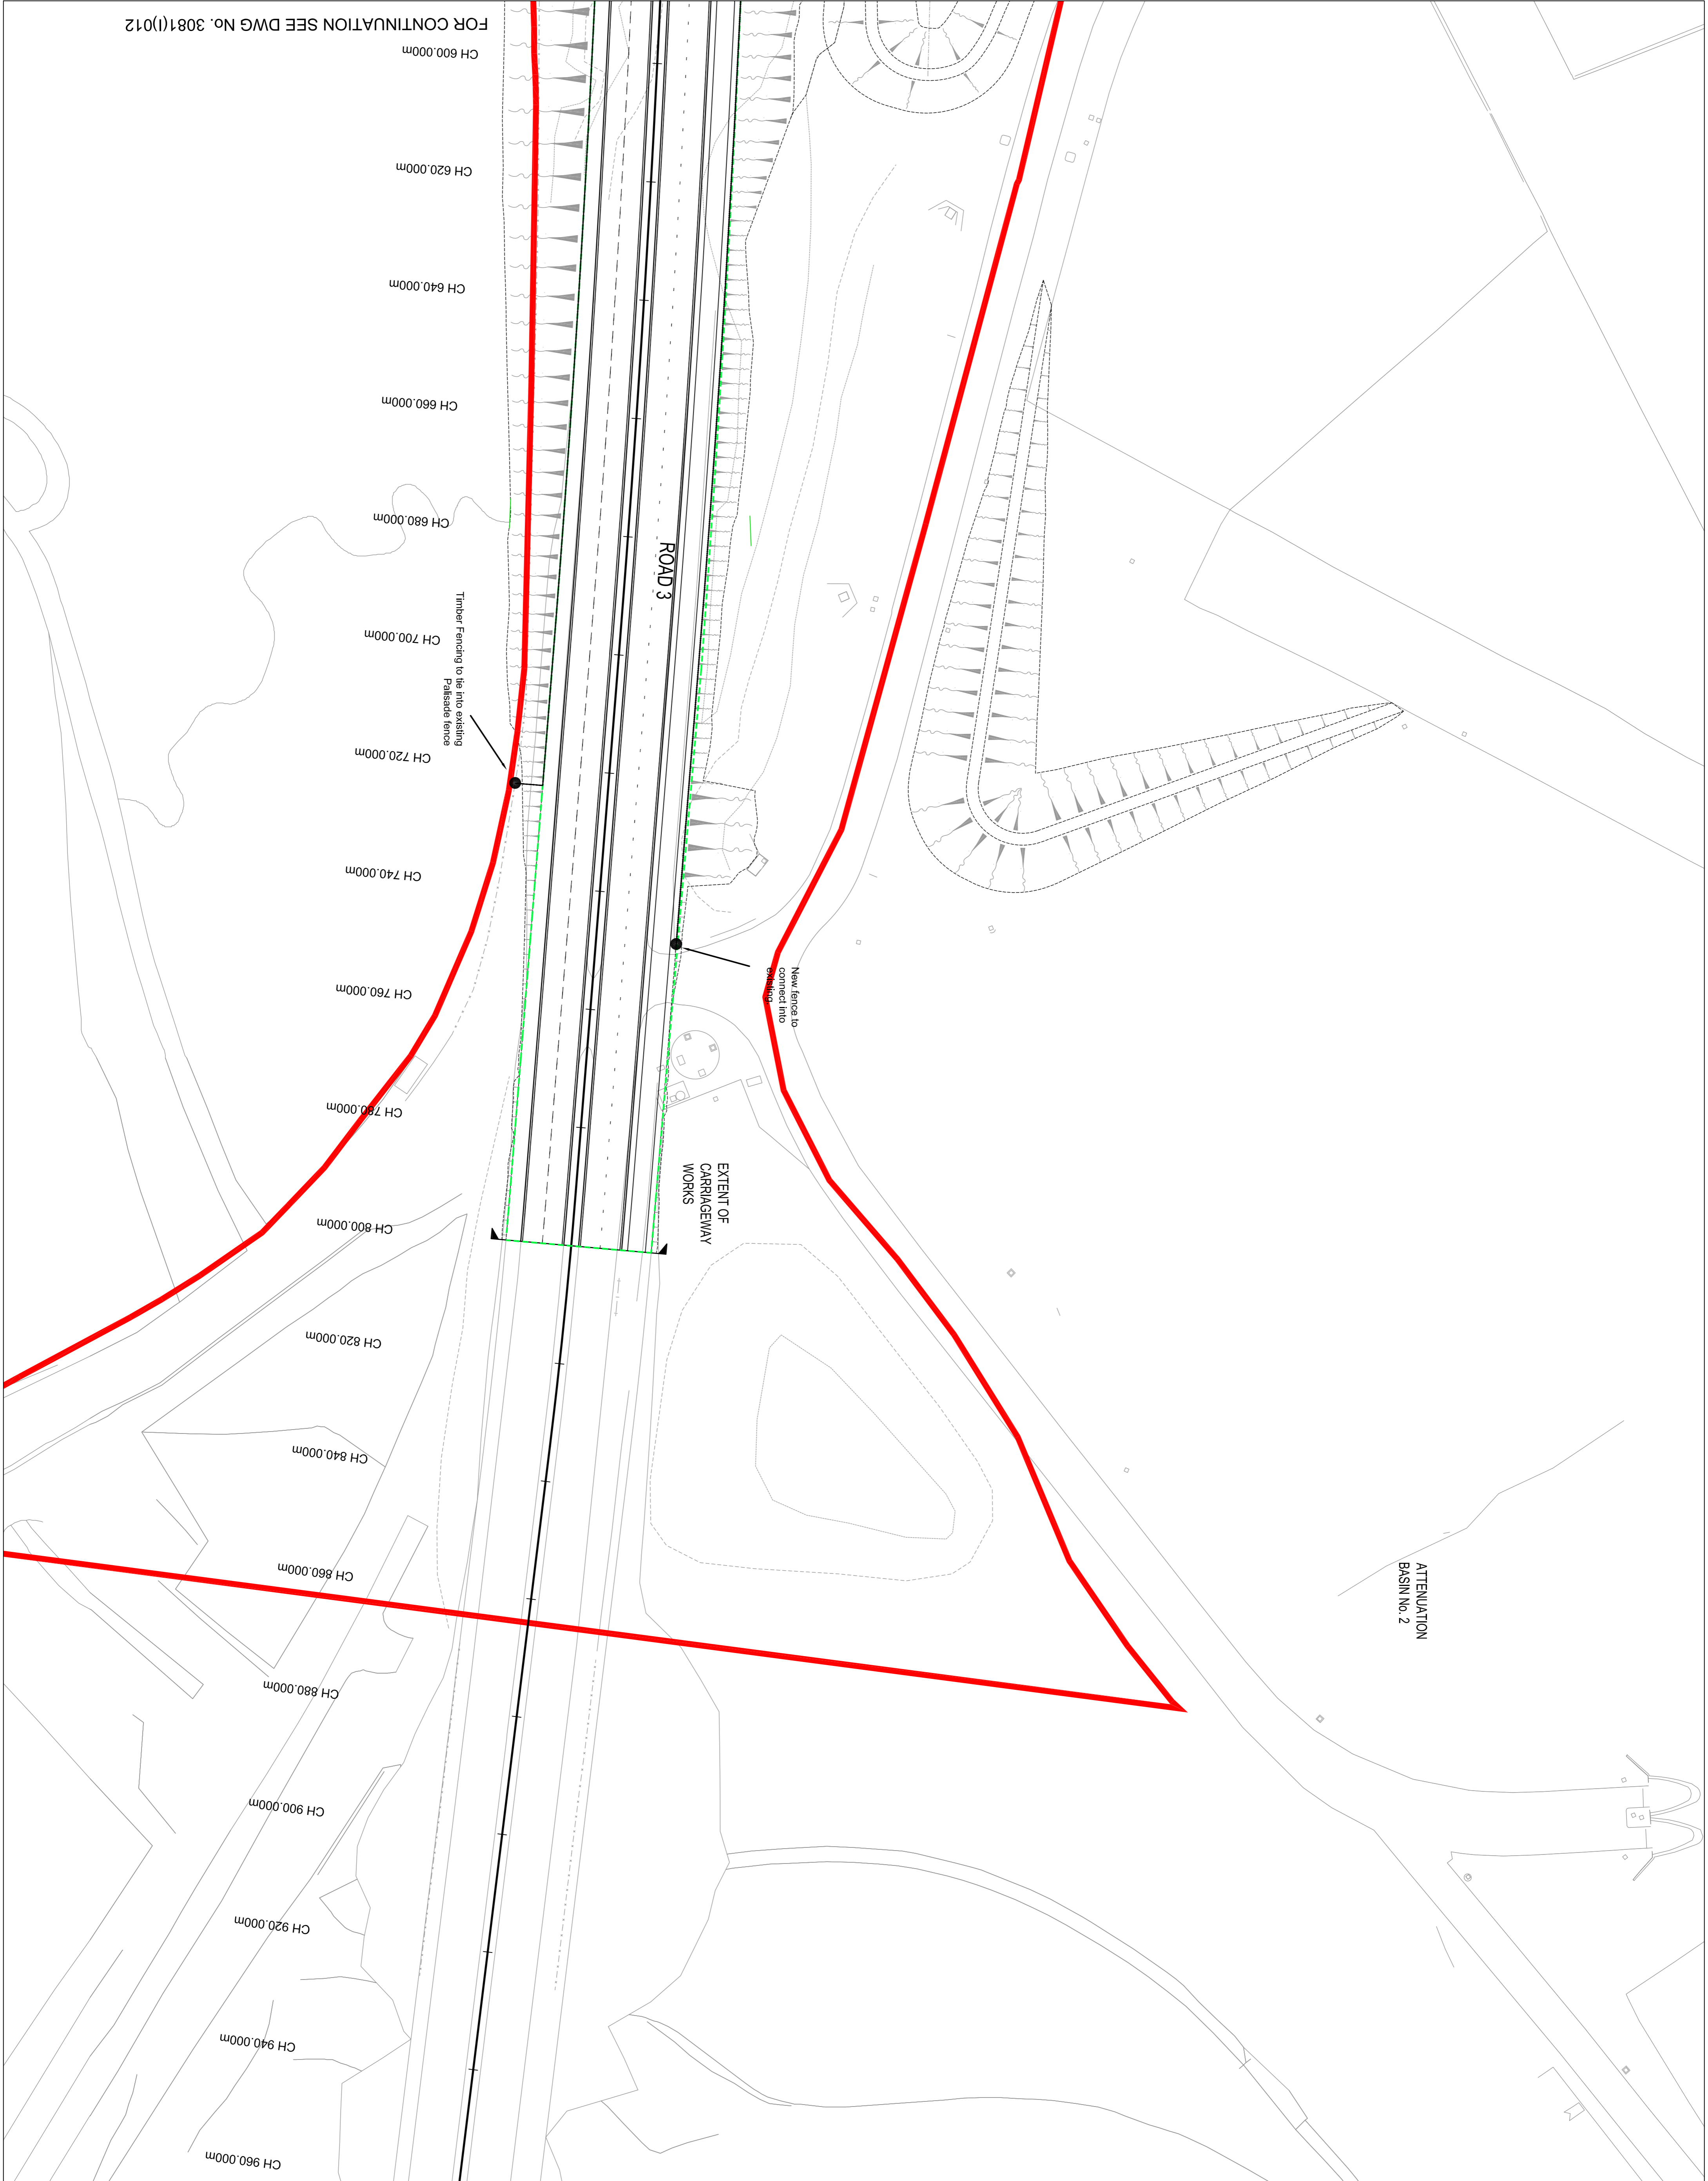 FOR CONTINUATION SEE DWG No. 3081(I)012
CH 600.000m
CH 620.000m
CH 640.000m
CH 660.000m
CH 680.000m
CH 700.000m
CH 720.000m
CH 740.000m
CH 760.000m
CH 780.000m
CH 800.000m
CH 820.000m
CH 840.000m
CH 860.000m
CH 880.000m
CH 900.000m
CH 920.000m
CH 940.000m
CH 960.000m
ROAD 3
Timber Fencing to tie into existing
Palisade fence
New fence to
connect into
existing
EXTENT OF
CARRIAGEWAY
WORKS
ATTENUATION
BASIN No. 2